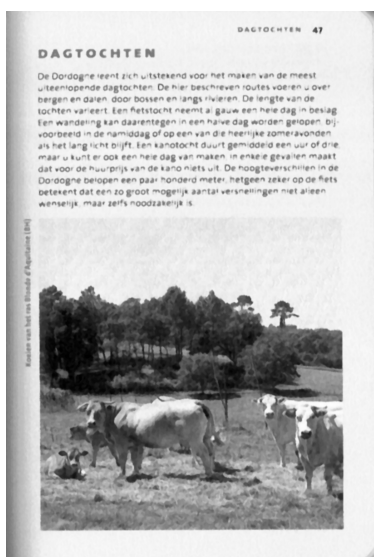 DAGTOCHTEN 47
DAGTOCHTEN
De Dordogne leent zich uitstekend voor het maken van de meest
uiteenlopende dagtochten. De hier beschreven routes voeren u over
bergen en dalen, door bossen en langs rivieren. De lengte van de
tochten varieert. Een fietstocht neemt al gauw een hele dag in beslag.
Een wandeling kan daarentegen in een halve dag worden gelopen, bij-
voorbeeld in de namiddag of op een van die heerlijke zomeravonden
als het lang licht blijft. Een kanotocht duurt gemiddeld een uur of drie,
maar u kunt er ook een hele dag van maken. In enkele gevallen maakt
dat voor de huurprijs van de kano niets uit. De hoogteverschillen in de
Dordogne belopen een paar honderd meter, hetgeen zeker op de fiets
betekent dat een zo groot mogelijk aantal versnellingen niet alleen
wenselijk, maar zelfs noodzakelijk is.
Koeien van het ras Blonde d'Aquitaine (BH)